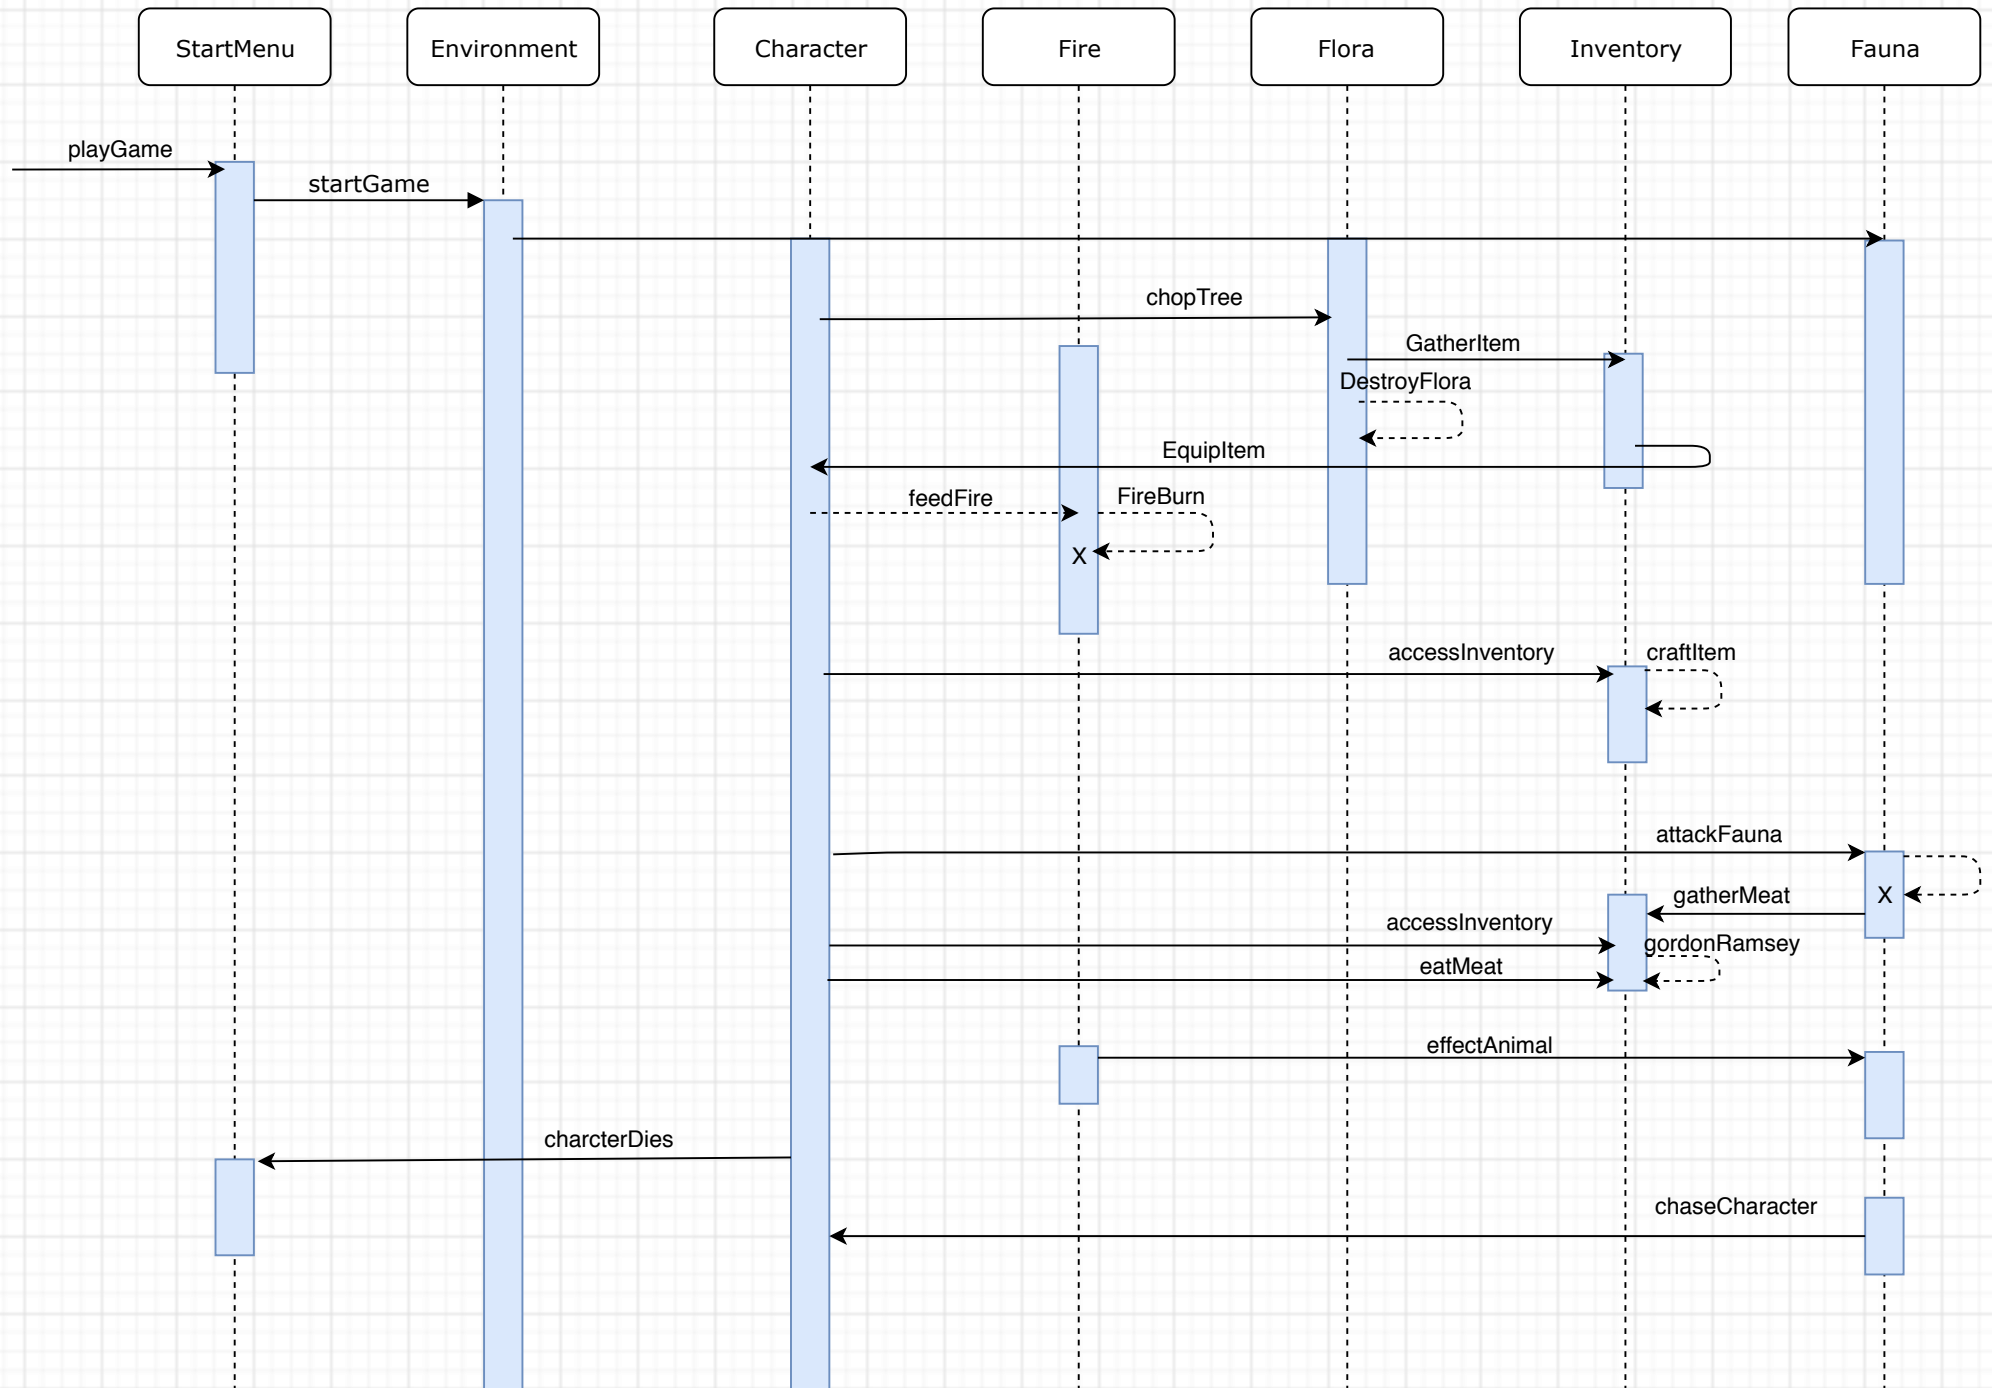 StartMenu
Environment
Character
Fire
Flora
Inventory
Fauna
playGame
startGame
chopTree
GatherItem
DestroyFlora
EquipItem
feedFire
FireBurn
X
accessInventory
craftItem
attackFauna
gatherMeat
X
accessInventory
gordonRamsey
eatMeat
effectAnimal
charcterDies
chaseCharacter